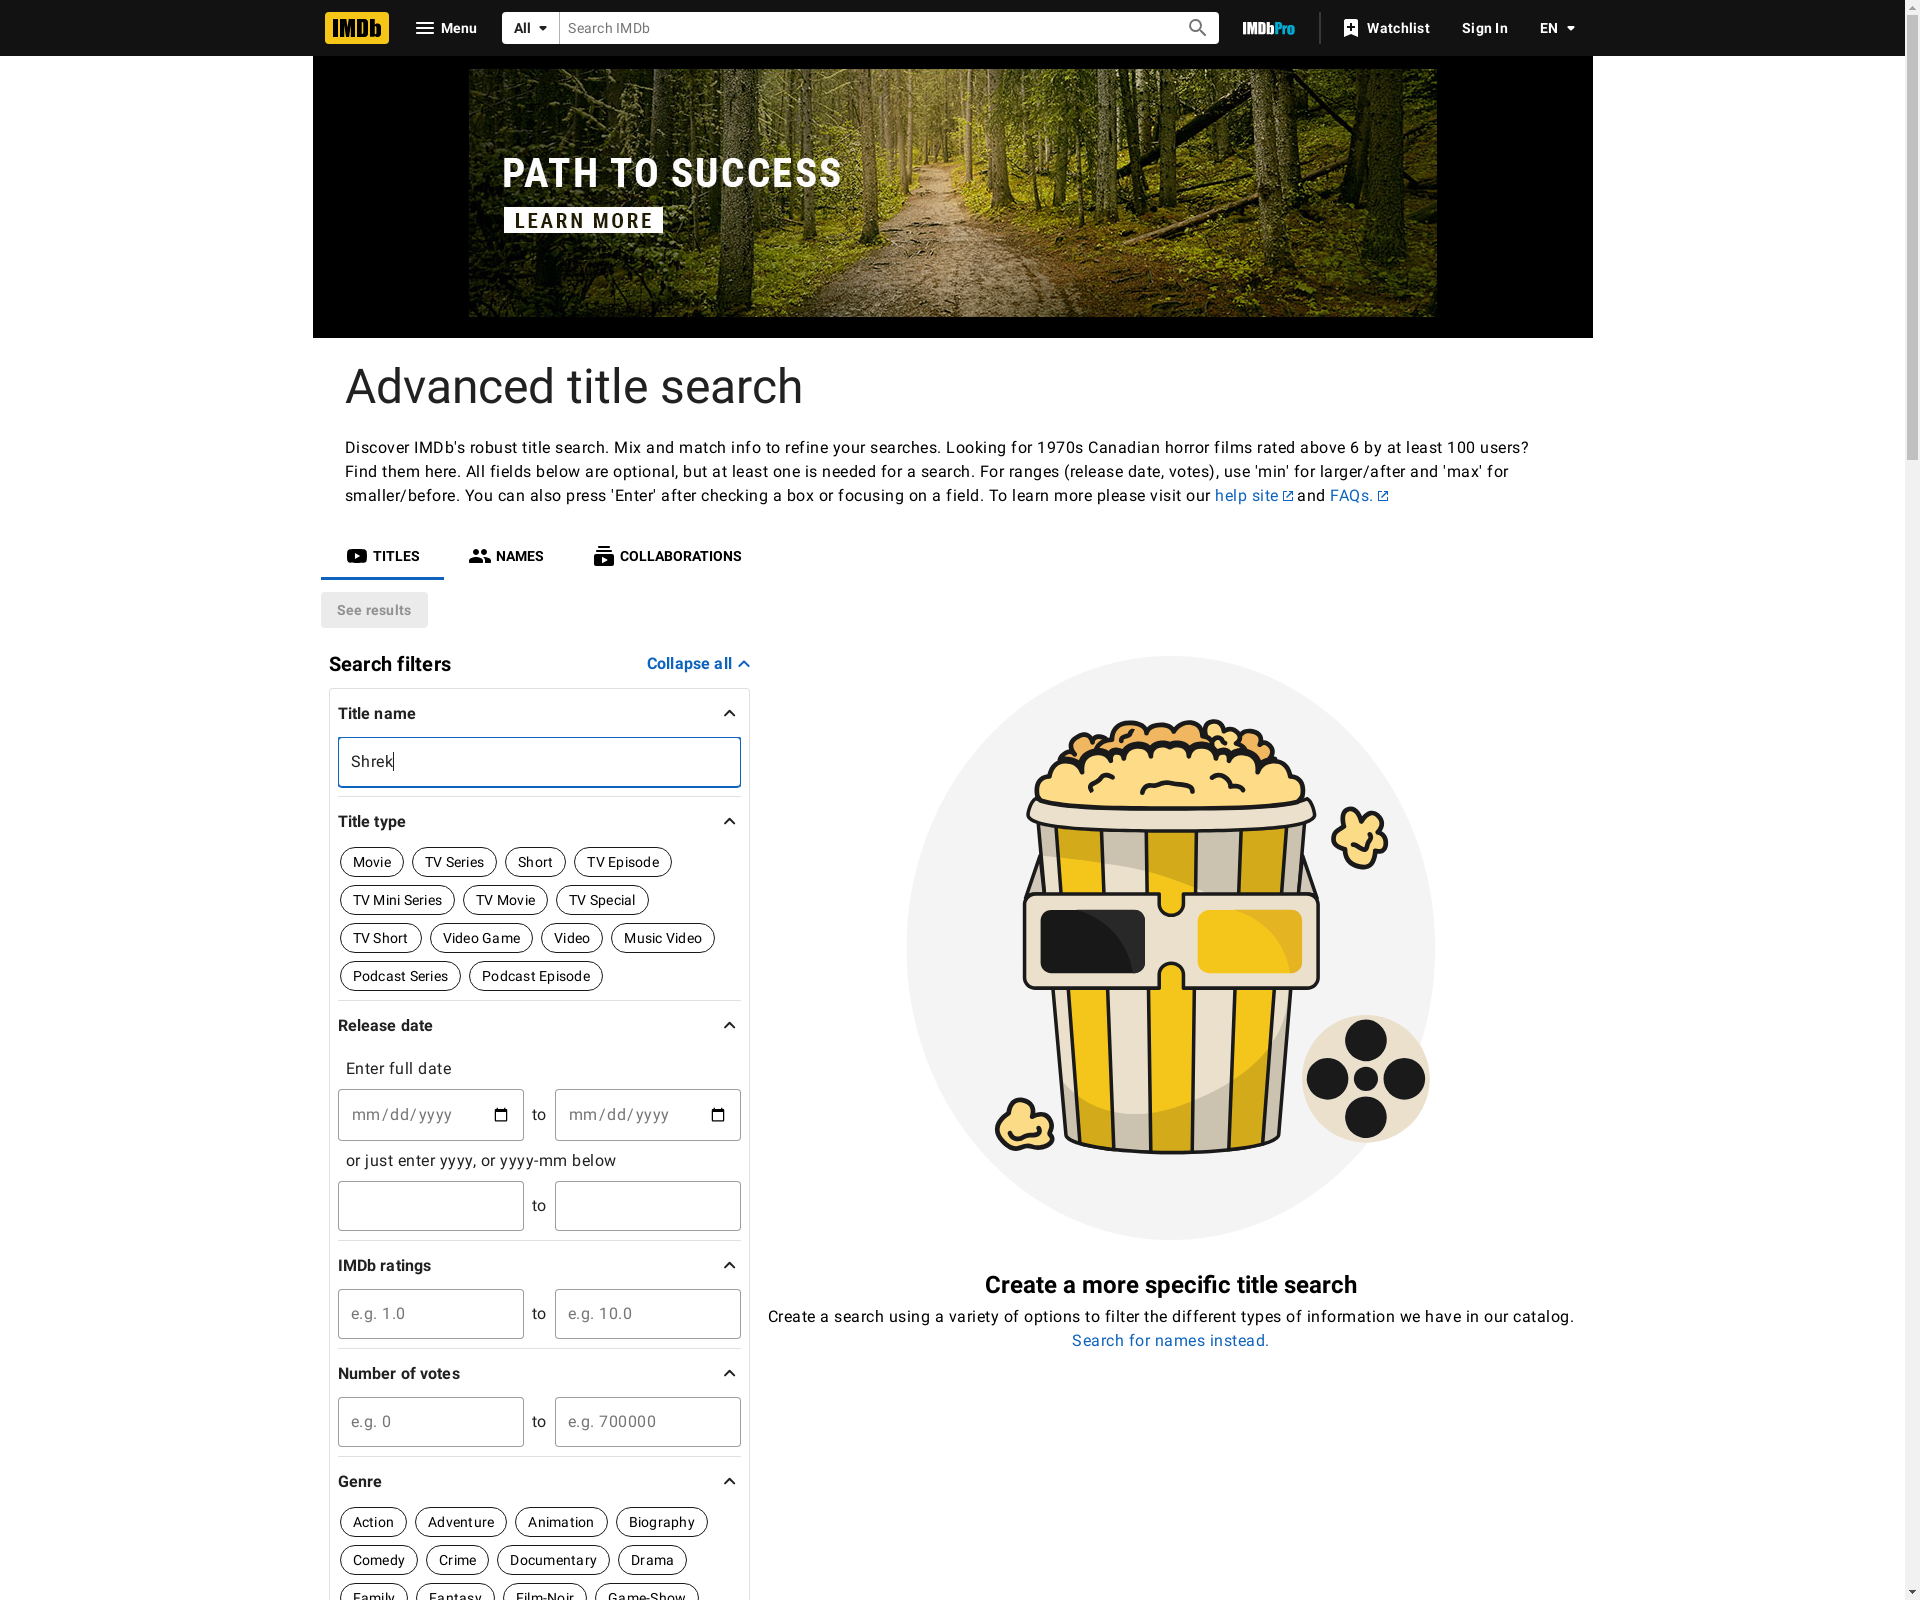 IMDb Menu All Search IMDb IMDbPro Watchlist Sign In EN
PATH TO SUCCESS
LEARN MORE
Advanced title search
Discover IMDb's robust title search. Mix and match info to refine your searches. Looking for 1970s Canadian horror films rated above 6 by at least 100 users?
Find them here. All fields below are optional, but at least one is needed for a search. For ranges (release date, votes), use 'min' for larger/after and 'max' for
smaller/before. You can also press 'Enter' after checking a box or focusing on a field. To learn more please visit our help site and FAQs.
TITLES NAMES COLLABORATIONS
See results
Search filters Collapse all
Title name
Shrek
Title type
Movie TV Series Short TV Episode
TV Mini Series TV Movie TV Special
TV Short Video Game Video Music Video
Podcast Series Podcast Episode
Release date
Enter full date
mm/dd/yyyy to mm/dd/yyyy
or just enter yyyy, or yyyy-mm below
to
IMDb ratings
e.g. 1.0 to e.g. 10.0
Number of votes
e.g. 0 to e.g. 700000
Genre
Action Adventure Animation Biography
Comedy Crime Documentary Drama
Family Fantasy Film-Noir Game-Show
Create a more specific title search
Create a search using a variety of options to filter the different types of information we have in our catalog.
Search for names instead.